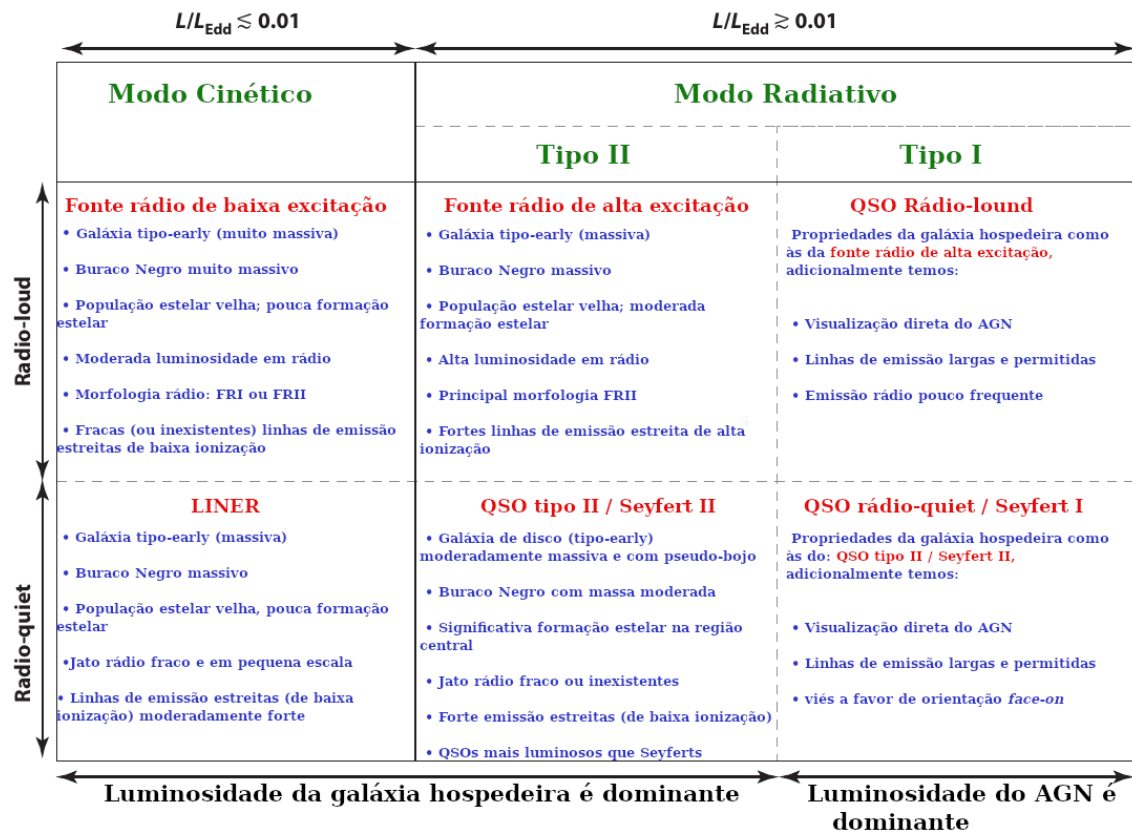 L/L_Edd ≲ 0.01
L/L_Edd ≳ 0.01
Modo Cinético
Modo Radiativo
Tipo II
Tipo I
Radio-loud
Fonte rádio de baixa excitação
• Galáxia tipo-early (muito massiva)
• Buraco Negro muito massivo
• População estelar velha; pouca formação
estelar
• Moderada luminosidade em rádio
• Morfologia rádio: FRI ou FRII
• Fracas (ou inexistentes) linhas de emissão
estreitas de baixa ionização
Fonte rádio de alta excitação
• Galáxia tipo-early (massiva)
• Buraco Negro massivo
• População estelar velha; moderada
formação estelar
• Alta luminosidade em rádio
• Principal morfologia FRII
• Fortes linhas de emissão estreita de alta
ionização
QSO Rádio-lound
Propriedades da galáxia hospedeira como
às da fonte rádio de alta excitação,
adicionalmente temos:
• Visualização direta do AGN
• Linhas de emissão largas e permitidas
• Emissão rádio pouco frequente
Radio-quiet
LINER
• Galáxia tipo-early (massiva)
• Buraco Negro massivo
• População estelar velha, pouca formação
estelar
•Jato rádio fraco e em pequena escala
• Linhas de emissão estreitas (de baixa
ionização) moderadamente forte
QSO tipo II / Seyfert II
• Galáxia de disco (tipo-early)
moderadamente massiva e com pseudo-bojo
• Buraco Negro com massa moderada
• Significativa formação estelar na região
central
• Jato rádio fraco ou inexistentes
• Forte emissão estreitas (de baixa ionização)
• QSOs mais luminosos que Seyferts
QSO rádio-quiet / Seyfert I
Propriedades da galáxia hospedeira como
às do: QSO tipo II / Seyfert II,
adicionalmente temos:
• Visualização direta do AGN
• Linhas de emissão largas e permitidas
• viés a favor de orientação face-on
Luminosidade da galáxia hospedeira é dominante
Luminosidade do AGN é
dominante